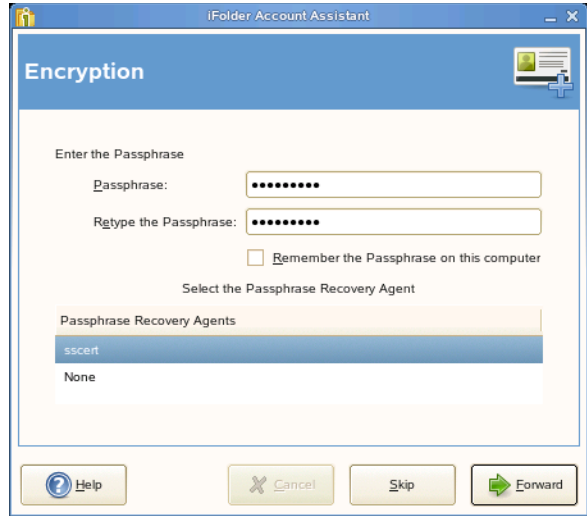 iFolder Account Assistant
Encryption
Enter the Passphrase
Passphrase: •••••••••
Retype the Passphrase: •••••••••
Remember the Passphrase on this computer
Select the Passphrase Recovery Agent
Passphrase Recovery Agents
sscert
None
Help Cancel Skip Forward